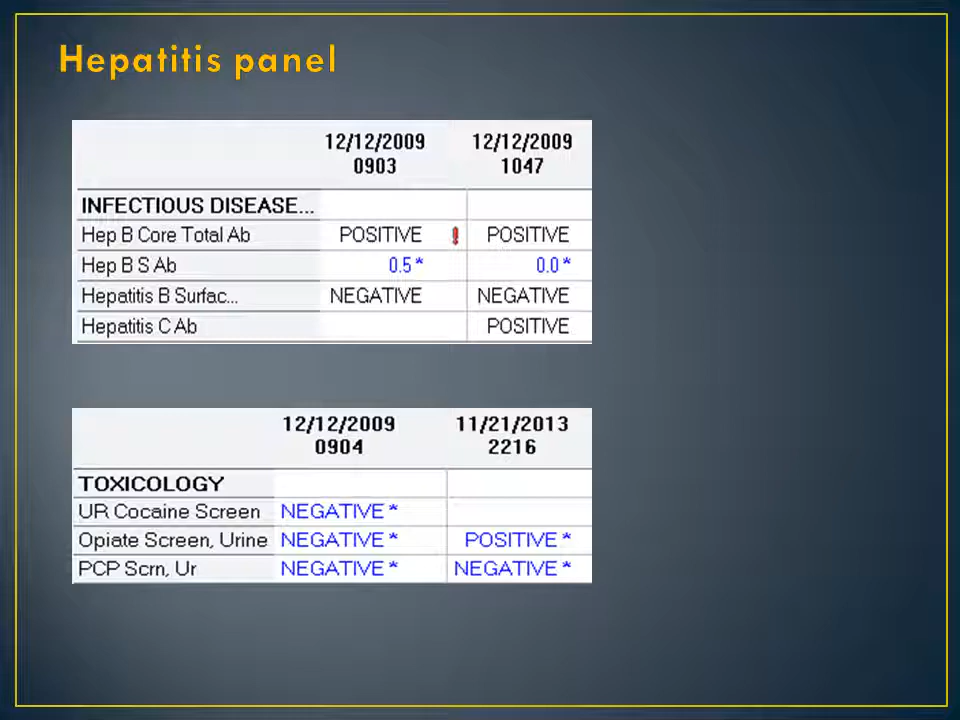 Hepatitis panel
12/12/2009 12/12/2009
0903 1047
INFECTIOUS DISEASE...
Hep B Core Total Ab POSITIVE ! POSITIVE
Hep B S Ab 0.5 * 0.0 *
Hepatitis B Surfac... NEGATIVE NEGATIVE
Hepatitis C Ab POSITIVE
12/12/2009 11/21/2013
0904 2216
TOXICOLOGY
UR Cocaine Screen NEGATIVE *
Opiate Screen, Urine NEGATIVE * POSITIVE *
PCP Scrn, Ur NEGATIVE * NEGATIVE *